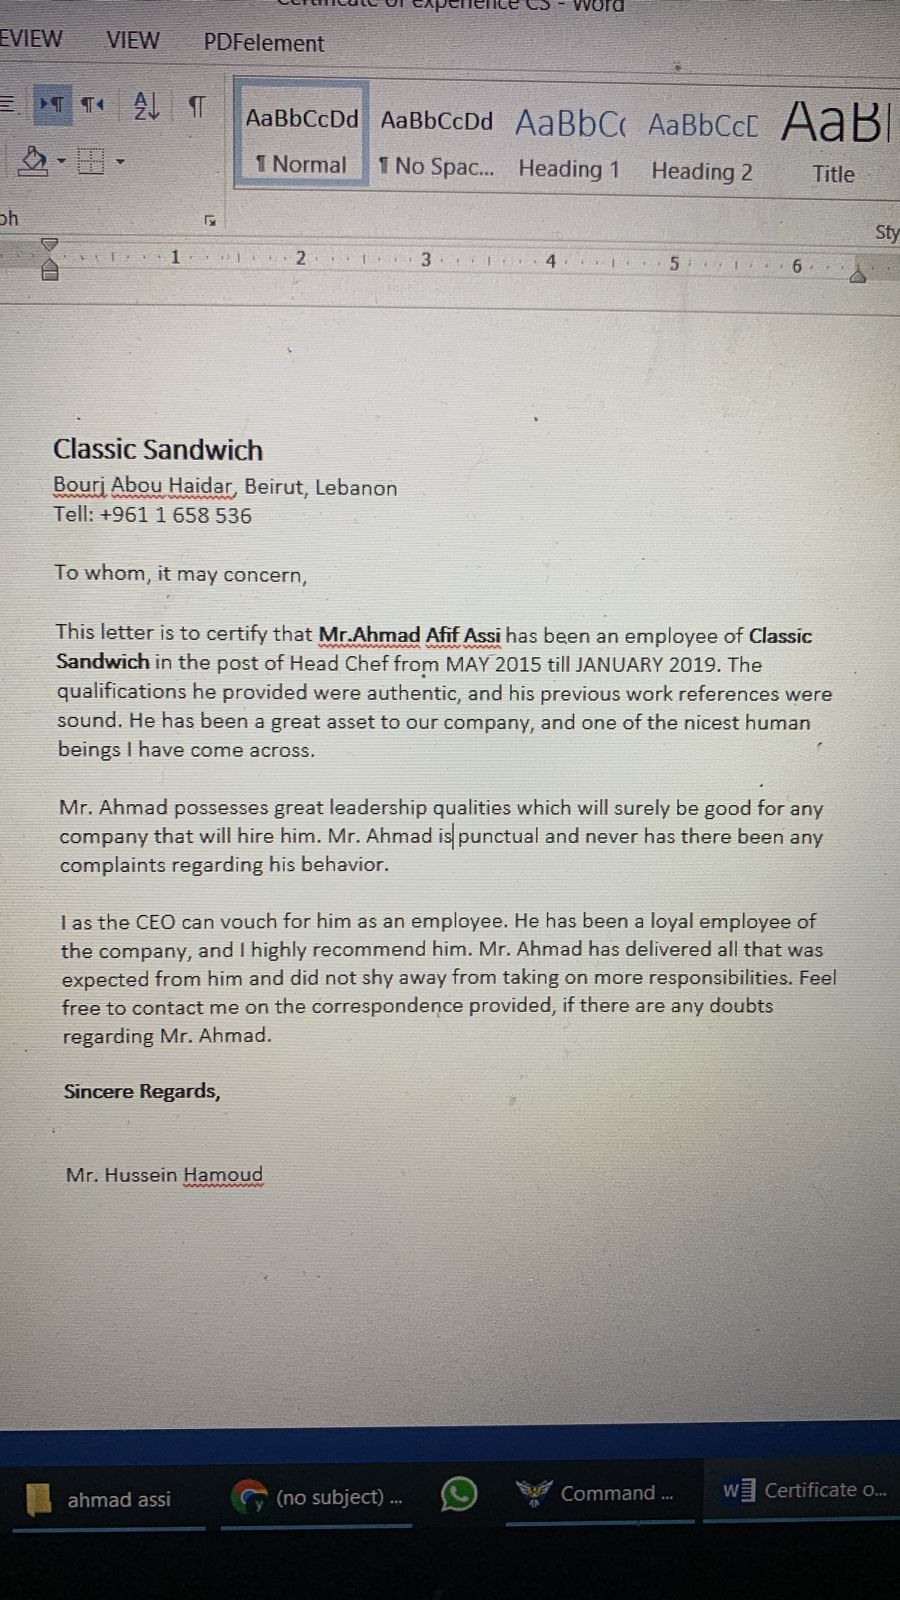 EVIEW VIEW PDFelement
AaBbCcDd AaBbCcDd AaBbC AaBbCcD AaB
¶ Normal ¶ No Spac... Heading 1 Heading 2 Title
Sty
1 2 3 4 5 6
Classic Sandwich
Bourj Abou Haidar, Beirut, Lebanon
Tell: +961 1 658 536
To whom, it may concern,
This letter is to certify that Mr.Ahmad Afif Assi has been an employee of Classic
Sandwich in the post of Head Chef from MAY 2015 till JANUARY 2019. The
qualifications he provided were authentic, and his previous work references were
sound. He has been a great asset to our company, and one of the nicest human
beings I have come across.
Mr. Ahmad possesses great leadership qualities which will surely be good for any
company that will hire him. Mr. Ahmad is punctual and never has there been any
complaints regarding his behavior.
I as the CEO can vouch for him as an employee. He has been a loyal employee of
the company, and I highly recommend him. Mr. Ahmad has delivered all that was
expected from him and did not shy away from taking on more responsibilities. Feel
free to contact me on the correspondence provided, if there are any doubts
regarding Mr. Ahmad.
Sincere Regards,
Mr. Hussein Hamoud
ahmad assi (no subject) ... Command ... Certificate o...